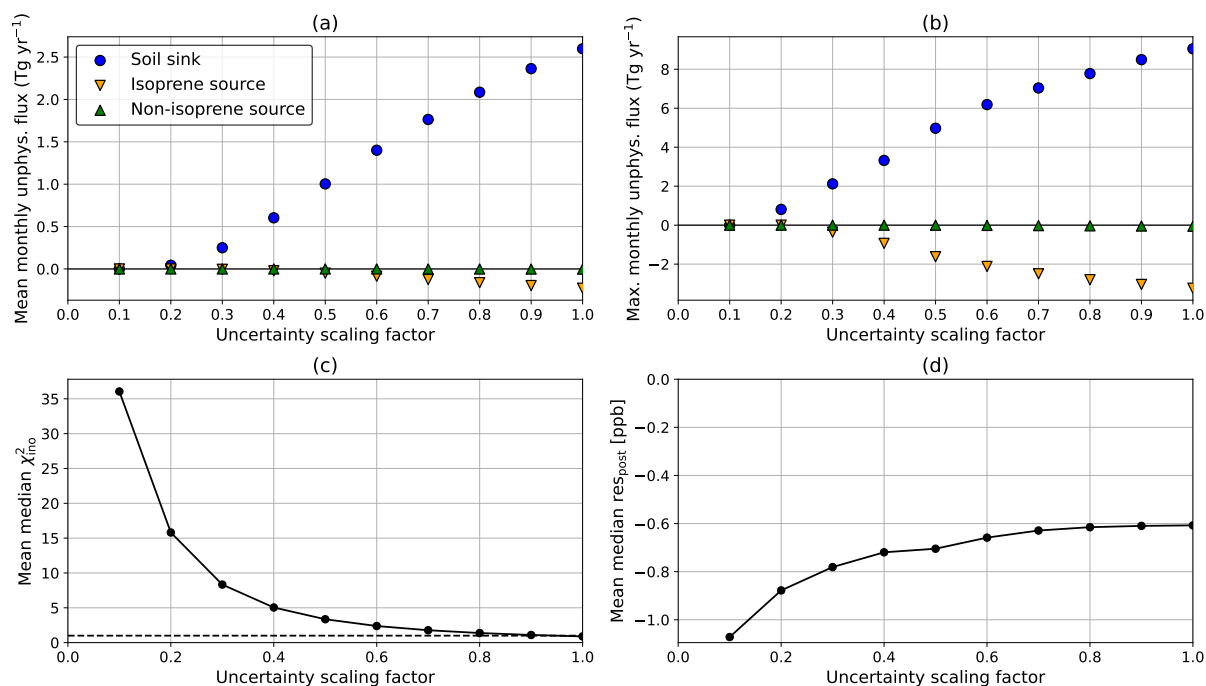 (a)
Mean monthly unphys. flux (Tg yr⁻¹)
2.5
2.0
1.5
1.0
0.5
0.0
Soil sink
Isoprene source
Non-isoprene source
0.0 0.1 0.2 0.3 0.4 0.5 0.6 0.7 0.8 0.9 1.0
Uncertainty scaling factor
(b)
Max. monthly unphys. flux (Tg yr⁻¹)
8
6
4
2
0
−2
0.0 0.1 0.2 0.3 0.4 0.5 0.6 0.7 0.8 0.9 1.0
Uncertainty scaling factor
(c)
Mean median χ²ino
35
30
25
20
15
10
5
0
0.0 0.2 0.4 0.6 0.8 1.0
Uncertainty scaling factor
(d)
Mean median res_post [ppb]
0.0
−0.2
−0.4
−0.6
−0.8
−1.0
0.0 0.2 0.4 0.6 0.8 1.0
Uncertainty scaling factor